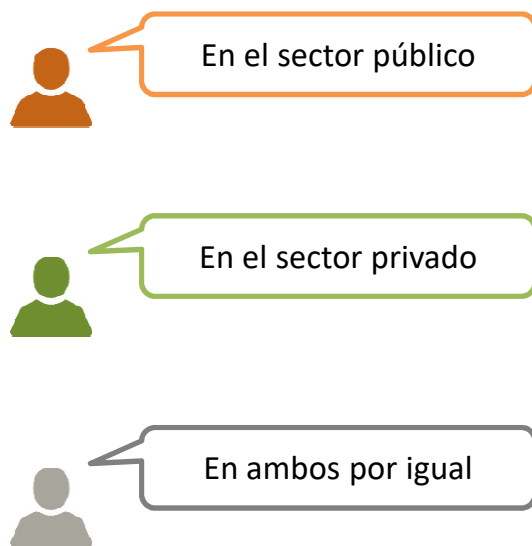 En el sector público
En el sector privado
En ambos por igual